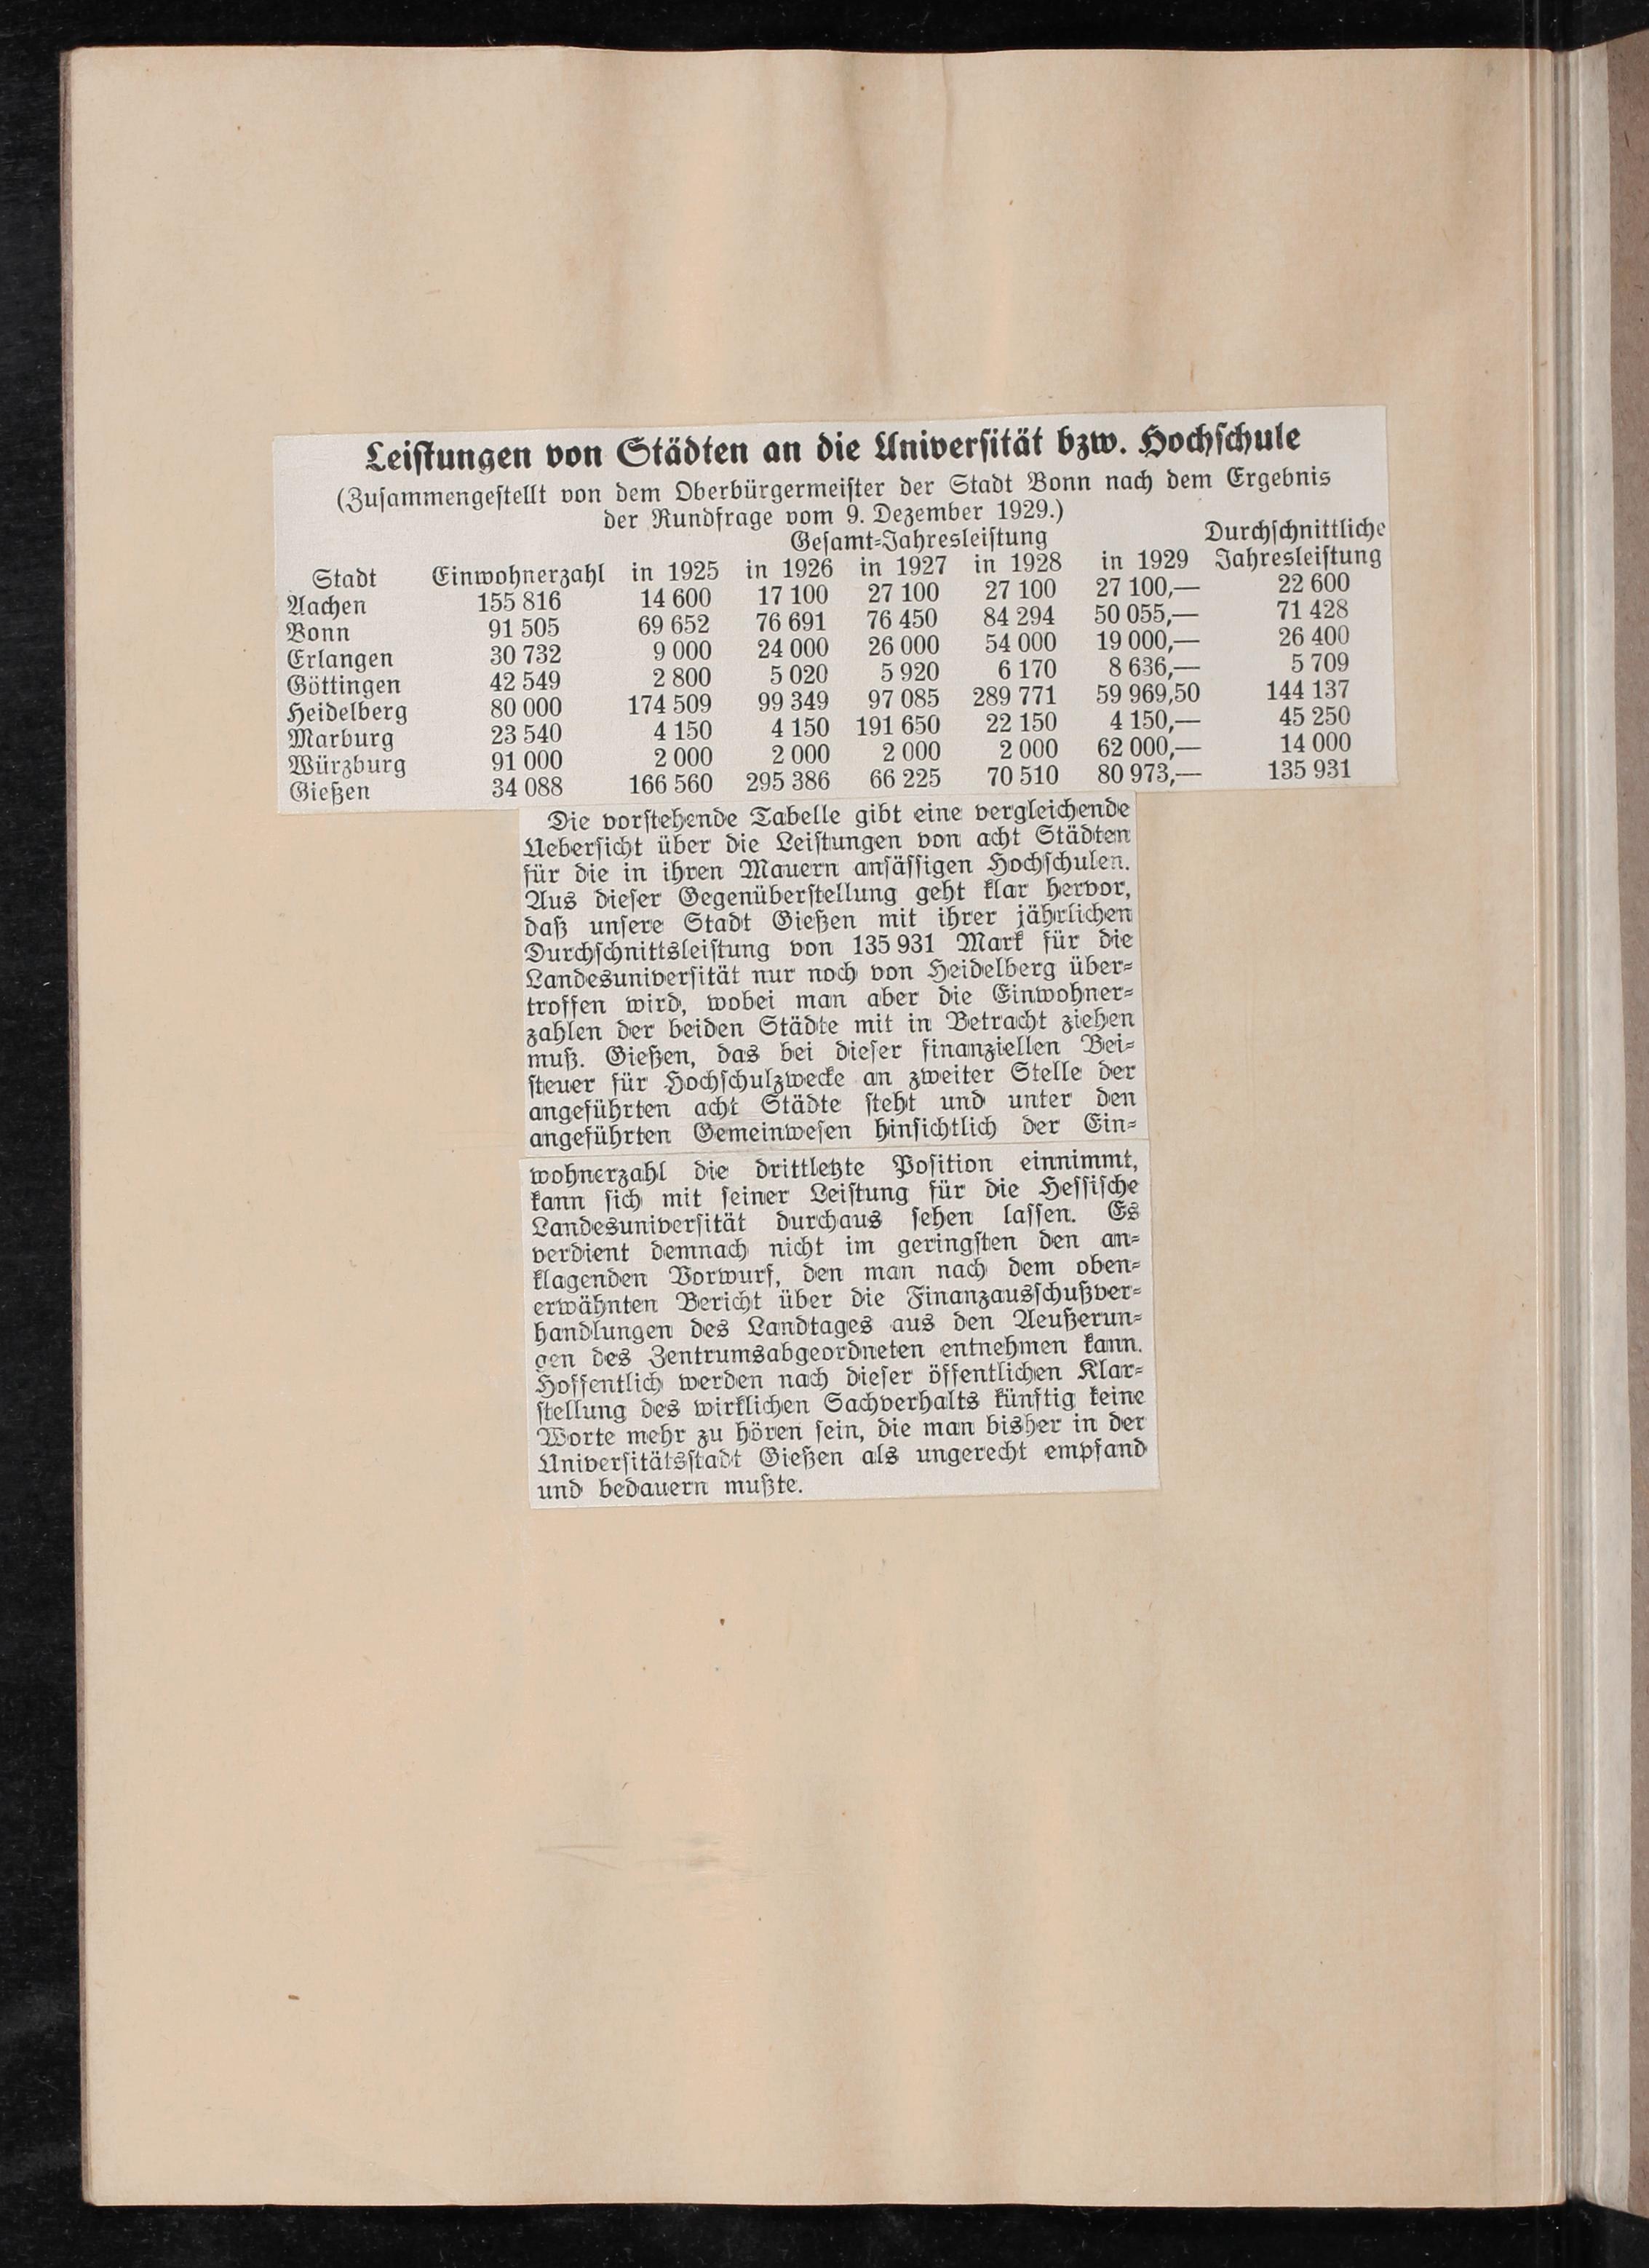 Leistungen von Städten an die Universität bzw. Hochschule
(Zusammengestellt von dem Oberbürgermeister der Stadt Bonn nach dem Ergebnis
der Rundfrage vom 9. Dezember 1929.)
Gesamt-Jahresleistung Durchschnittliche
Stadt Einwohnerzahl in 1925 in 1926 in 1927 in 1928 in 1929 Jahresleistung
Aachen 155 816 14 600 17 100 27 100 27 100 27 100,— 22 600
Bonn 91 505 69 652 76 691 76 450 84 294 50 055,— 71 428
Erlangen 30 732 9 000 24 000 26 000 54 000 19 000,— 26 400
Göttingen 42 549 2 800 5 020 5 920 6 170 8 636,— 5 709
Heidelberg 80 000 174 509 99 349 97 085 289 771 59 969,50 144 137
Marburg 23 540 4 150 4 150 191 650 22 150 4 150,— 45 250
Würzburg 91 000 2 000 2 000 2 000 2 000 62 000,— 14 000
Gießen 34 088 166 560 295 386 66 225 70 510 80 973,— 135 931
Die vorstehende Tabelle gibt eine vergleichende
Uebersicht über die Leistungen von acht Städten
für die in ihren Mauern ansässigen Hochschulen.
Aus dieser Gegenüberstellung geht klar hervor,
daß unsere Stadt Gießen mit ihrer jährlichen
Durchschnittsleistung von 135 931 Mark für die
Landesuniversität nur noch von Heidelberg über-
troffen wird, wobei man aber die Einwohner-
zahlen der beiden Städte mit in Betracht ziehen
muß. Gießen, das bei dieser finanziellen Bei-
steuer für Hochschulzwecke an zweiter Stelle der
angeführten acht Städte steht und unter den
angeführten Gemeinwesen hinsichtlich der Ein-
wohnerzahl die drittletzte Position einnimmt,
kann sich mit seiner Leistung für die Hessische
Landesuniversität durchaus sehen lassen. Es
verdient demnach nicht im geringsten den an-
klagenden Vorwurf, den man nach dem oben-
erwähnten Bericht über die Finanzausschußver-
handlungen des Landtages aus den Aeußerun-
gen des Zentrumsabgeordneten entnehmen kann.
Hoffentlich werden nach dieser öffentlichen Klar-
stellung des wirklichen Sachverhalts künftig keine
Worte mehr zu hören sein, die man bisher in der
Universitätsstadt Gießen als ungerecht empfand
und bedauern mußte.